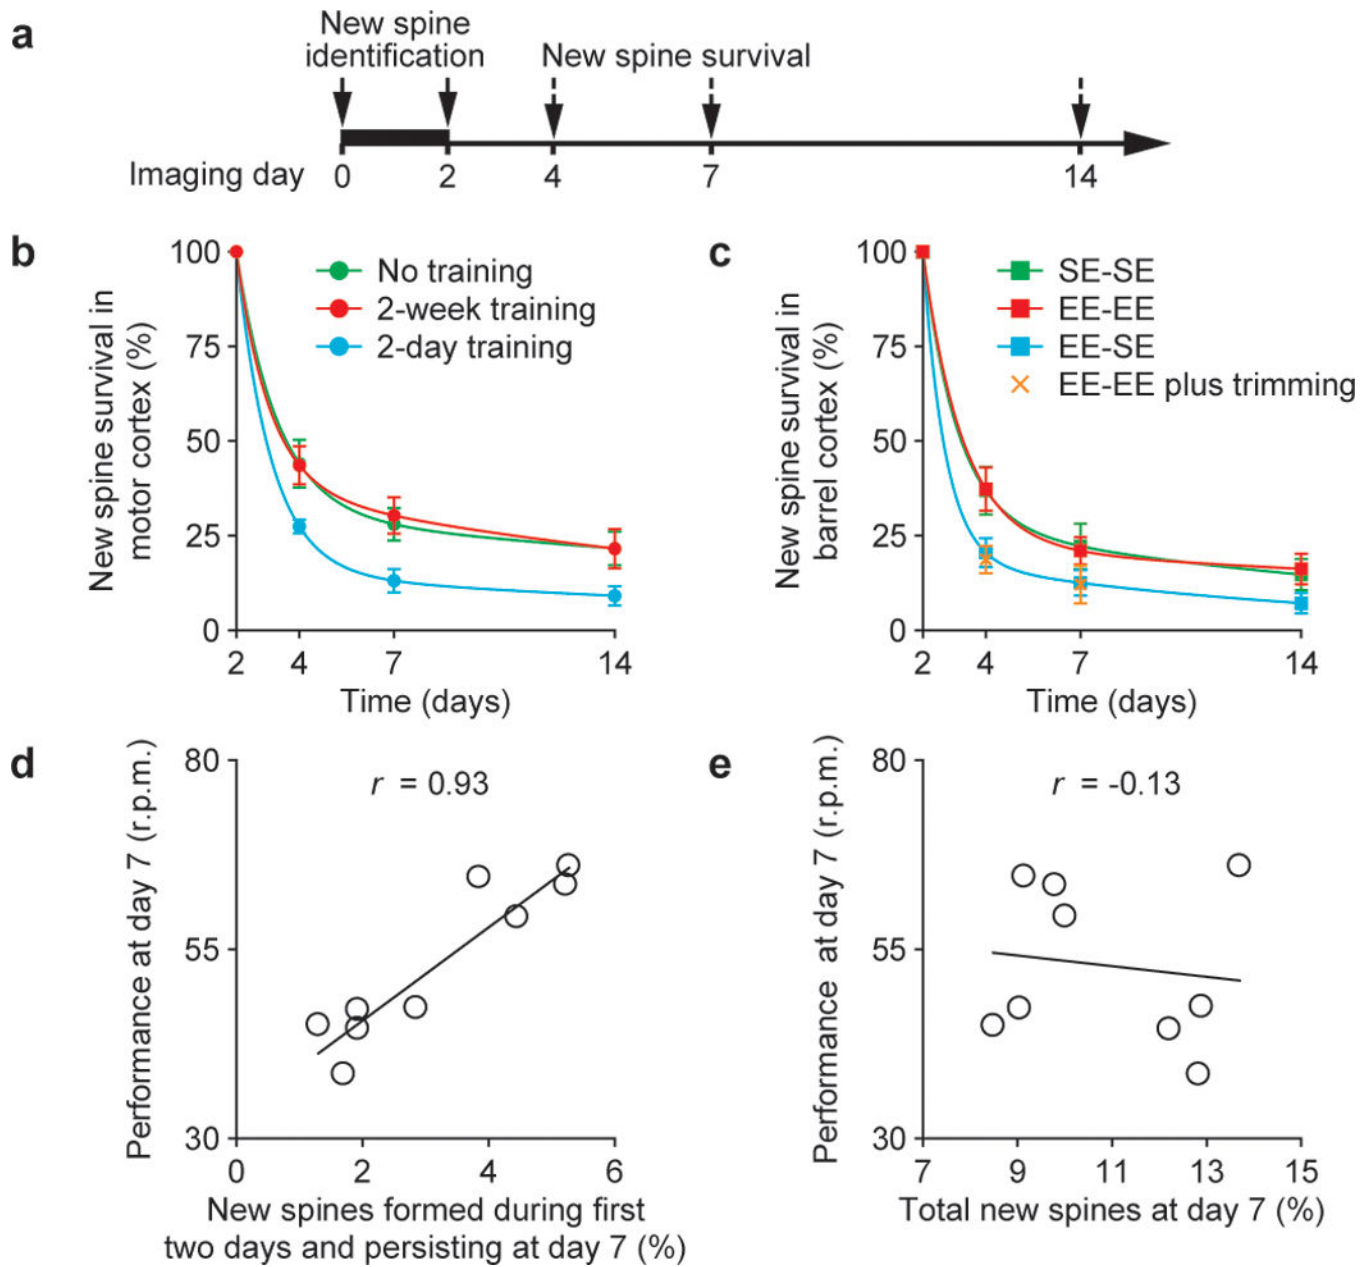 a
New spine
identification
New spine survival
Imaging day
0 2 4 7 14
b
New spine survival in
motor cortex (%)
100
75
50
25
0
No training
2-week training
2-day training
2 4 7 14
Time (days)
c
New spine survival in
barrel cortex (%)
100
75
50
25
0
SE-SE
EE-EE
EE-SE
EE-EE plus trimming
2 4 7 14
Time (days)
d
Performance at day 7 (r.p.m.)
80
55
30
r = 0.93
0 2 4 6
New spines formed during first
two days and persisting at day 7 (%)
e
Performance at day 7 (r.p.m.)
80
55
30
r = -0.13
7 9 11 13 15
Total new spines at day 7 (%)